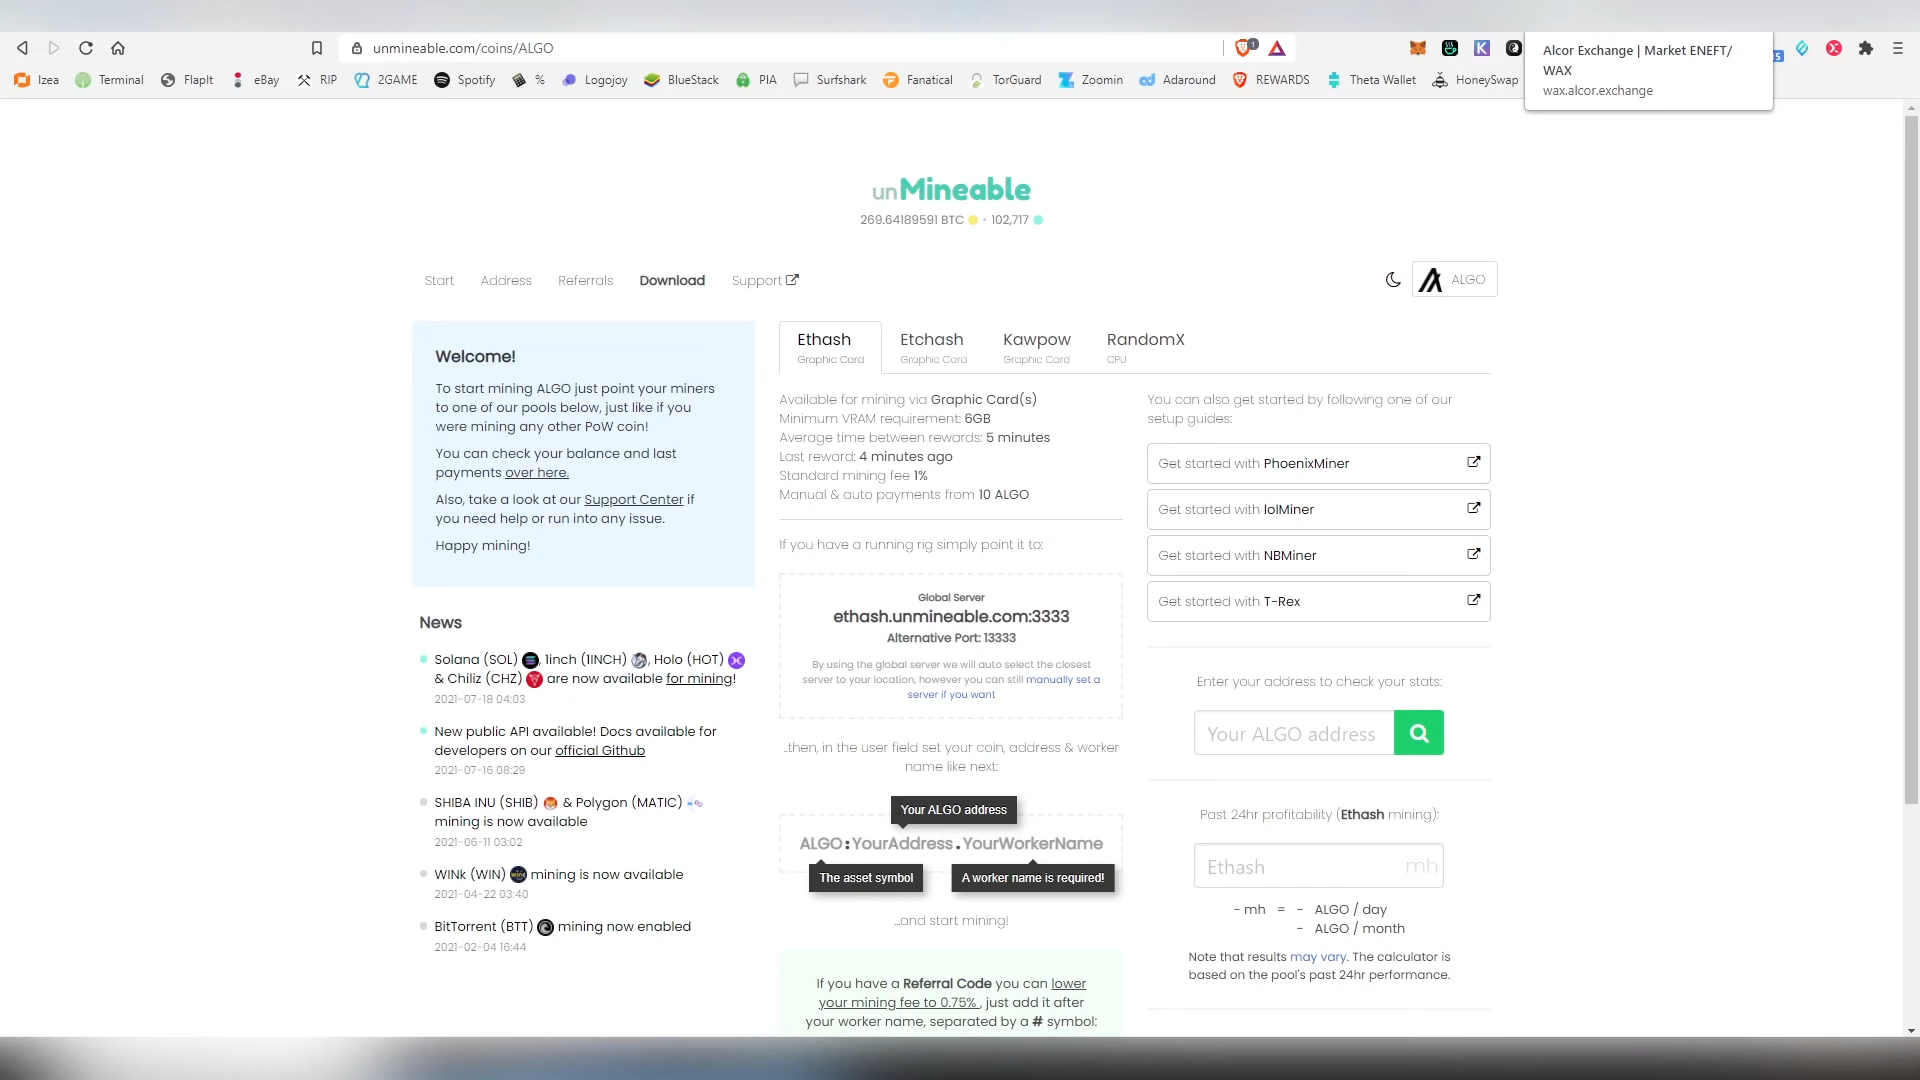 unmineable.com/coins/ALGO
1
Alcor Exchange | Market ENEFT/
WAX
wax.alcor.exchange
Izea
Terminal
FlapIt
eBay
RIP
2GAME
Spotify
%
Logojoy
BlueStack
PIA
Surfshark
Fanatical
TorGuard
Zoomin
Adaround
REWARDS
Theta Wallet
HoneySwap
unMineable
269.64189591 BTC • 102,717
Start
Address
Referrals
Download
Support
ALGO
Welcome!
To start mining ALGO just point your miners
to one of our pools below, just like if you
were mining any other PoW coin!
You can check your balance and last
payments over here.
Also, take a look at our Support Center if
you need help or run into any issue.
Happy mining!
News
Solana (SOL) , 1inch (1INCH) , Holo (HOT)
& Chiliz (CHZ) are now available for mining!
2021-07-18 04:03
New public API available! Docs available for
developers on our official Github
2021-07-16 08:29
SHIBA INU (SHIB) & Polygon (MATIC)
mining is now available
2021-06-11 03:02
WINk (WIN) mining is now available
2021-04-22 03:40
BitTorrent (BTT) mining now enabled
2021-02-04 16:44
Ethash
Graphic Card
Etchash
Graphic Card
Kawpow
Graphic Card
RandomX
CPU
Available for mining via Graphic Card(s)
Minimum VRAM requirement: 6GB
Average time between rewards: 5 minutes
Last reward: 4 minutes ago
Standard mining fee 1%
Manual & auto payments from 10 ALGO
If you have a running rig simply point it to:
Global Server
ethash.unmineable.com:3333
Alternative Port: 13333
By using the global server we will auto select the closest
server to your location, however you can still manually set a
server if you want
...then, in the user field set your coin, address & worker
name like next:
Your ALGO address
ALGO:YourAddress.YourWorkerName
The asset symbol
A worker name is required!
...and start mining!
If you have a Referral Code you can lower
your mining fee to 0.75% , just add it after
your worker name, separated by a # symbol:
You can also get started by following one of our
setup guides:
Get started with PhoenixMiner
Get started with lolMiner
Get started with NBMiner
Get started with T-Rex
Enter your address to check your stats:
Your ALGO address
Past 24hr profitability (Ethash mining):
Ethash
mh
- mh = - ALGO / day
- ALGO / month
Note that results may vary. The calculator is
based on the pool's past 24hr performance.